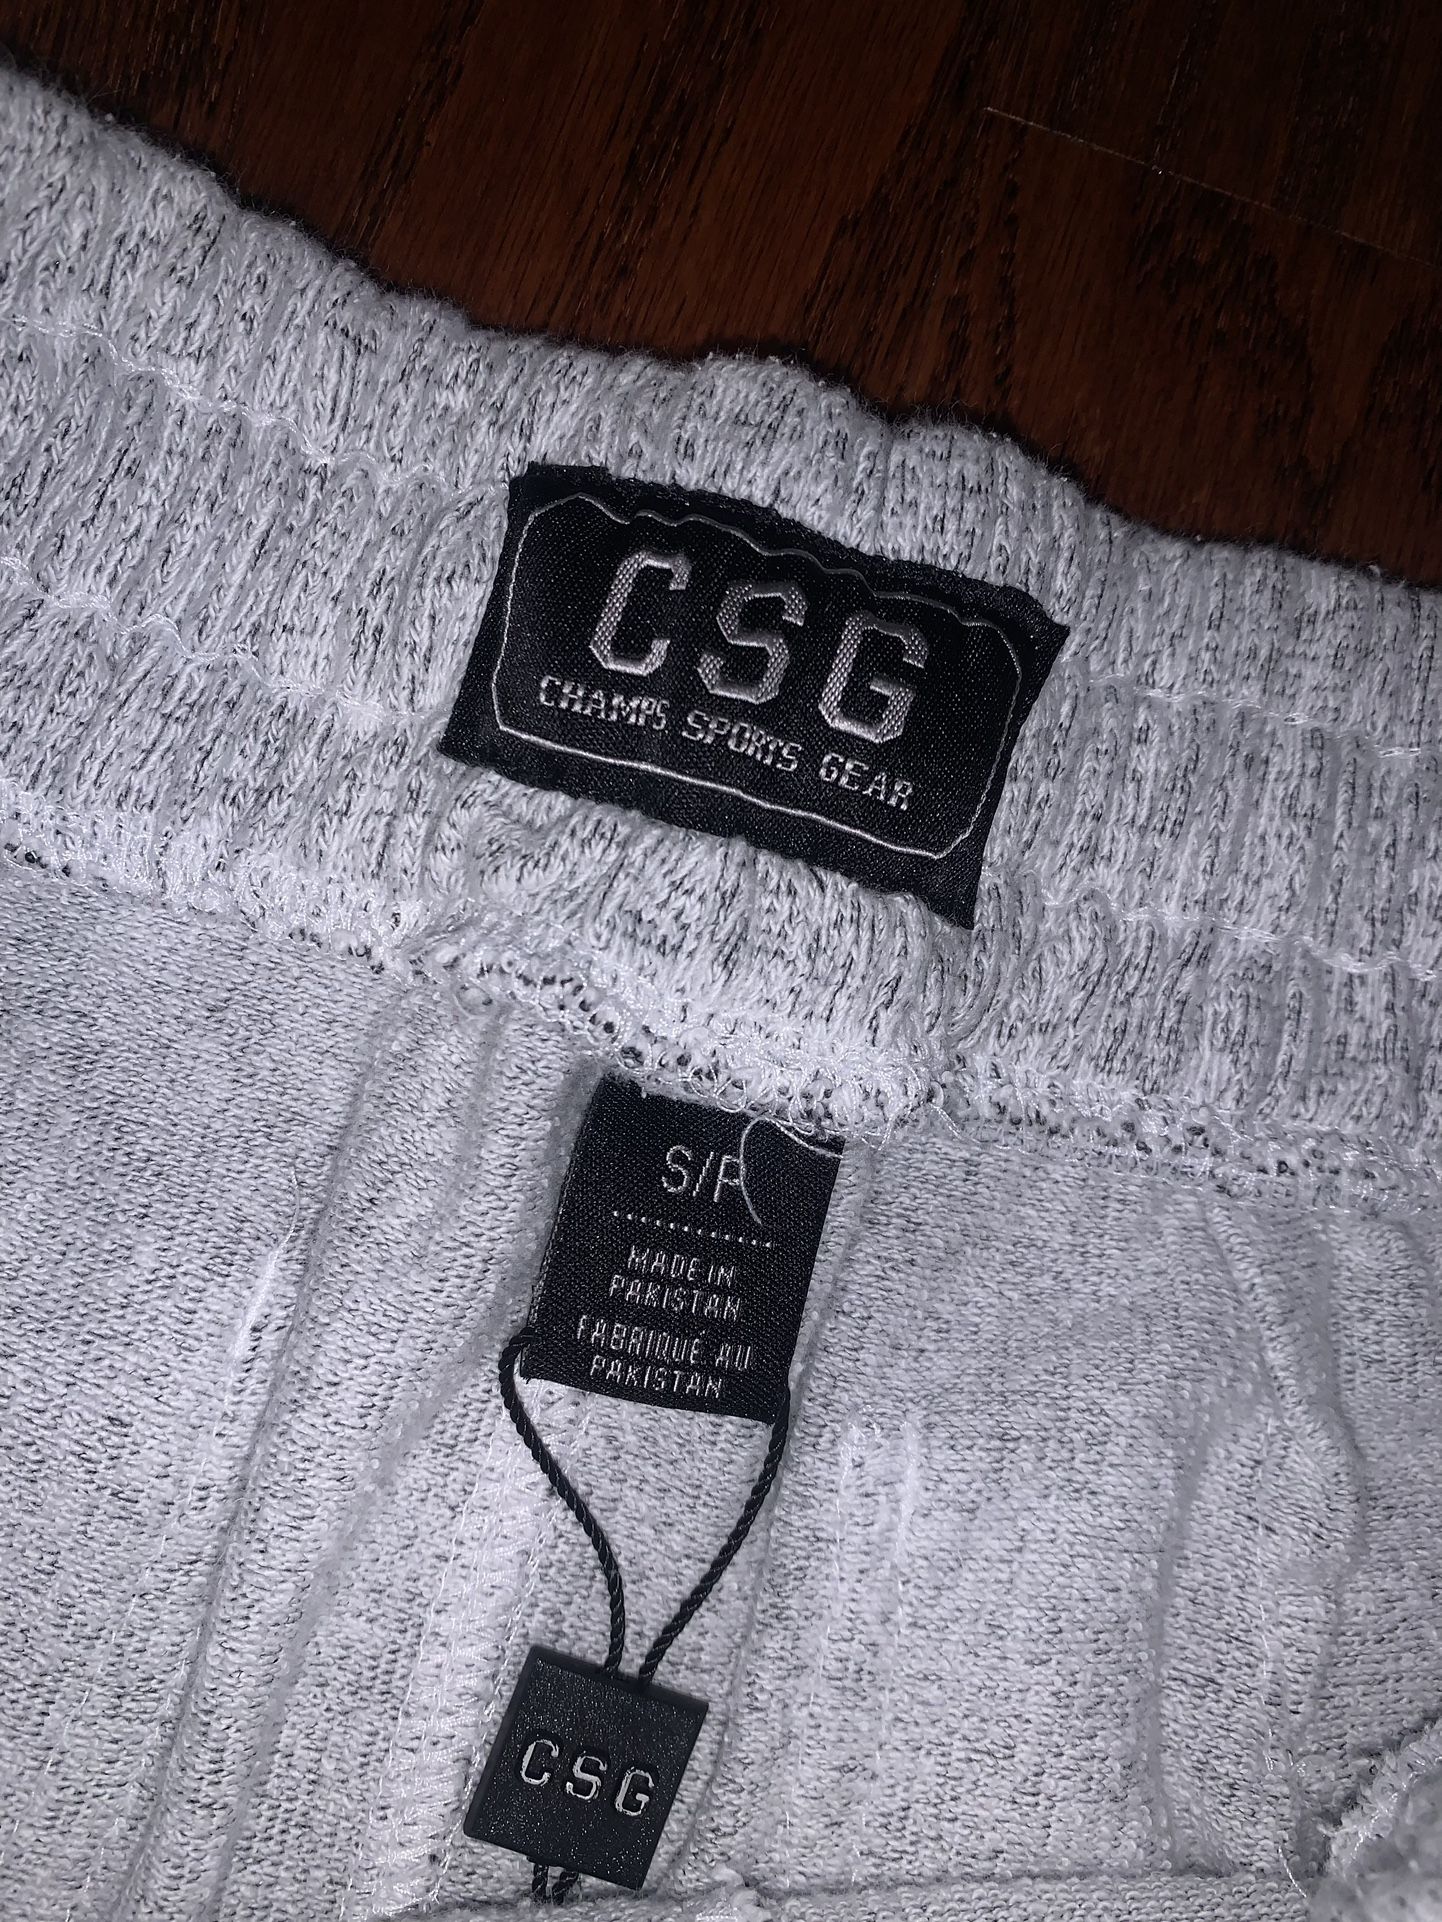 CSG
CHAMPS SPORTS GEAR
S/P
MADE IN
PAKISTAN
FABRIQUÉ AU
PAKISTAN
CSG